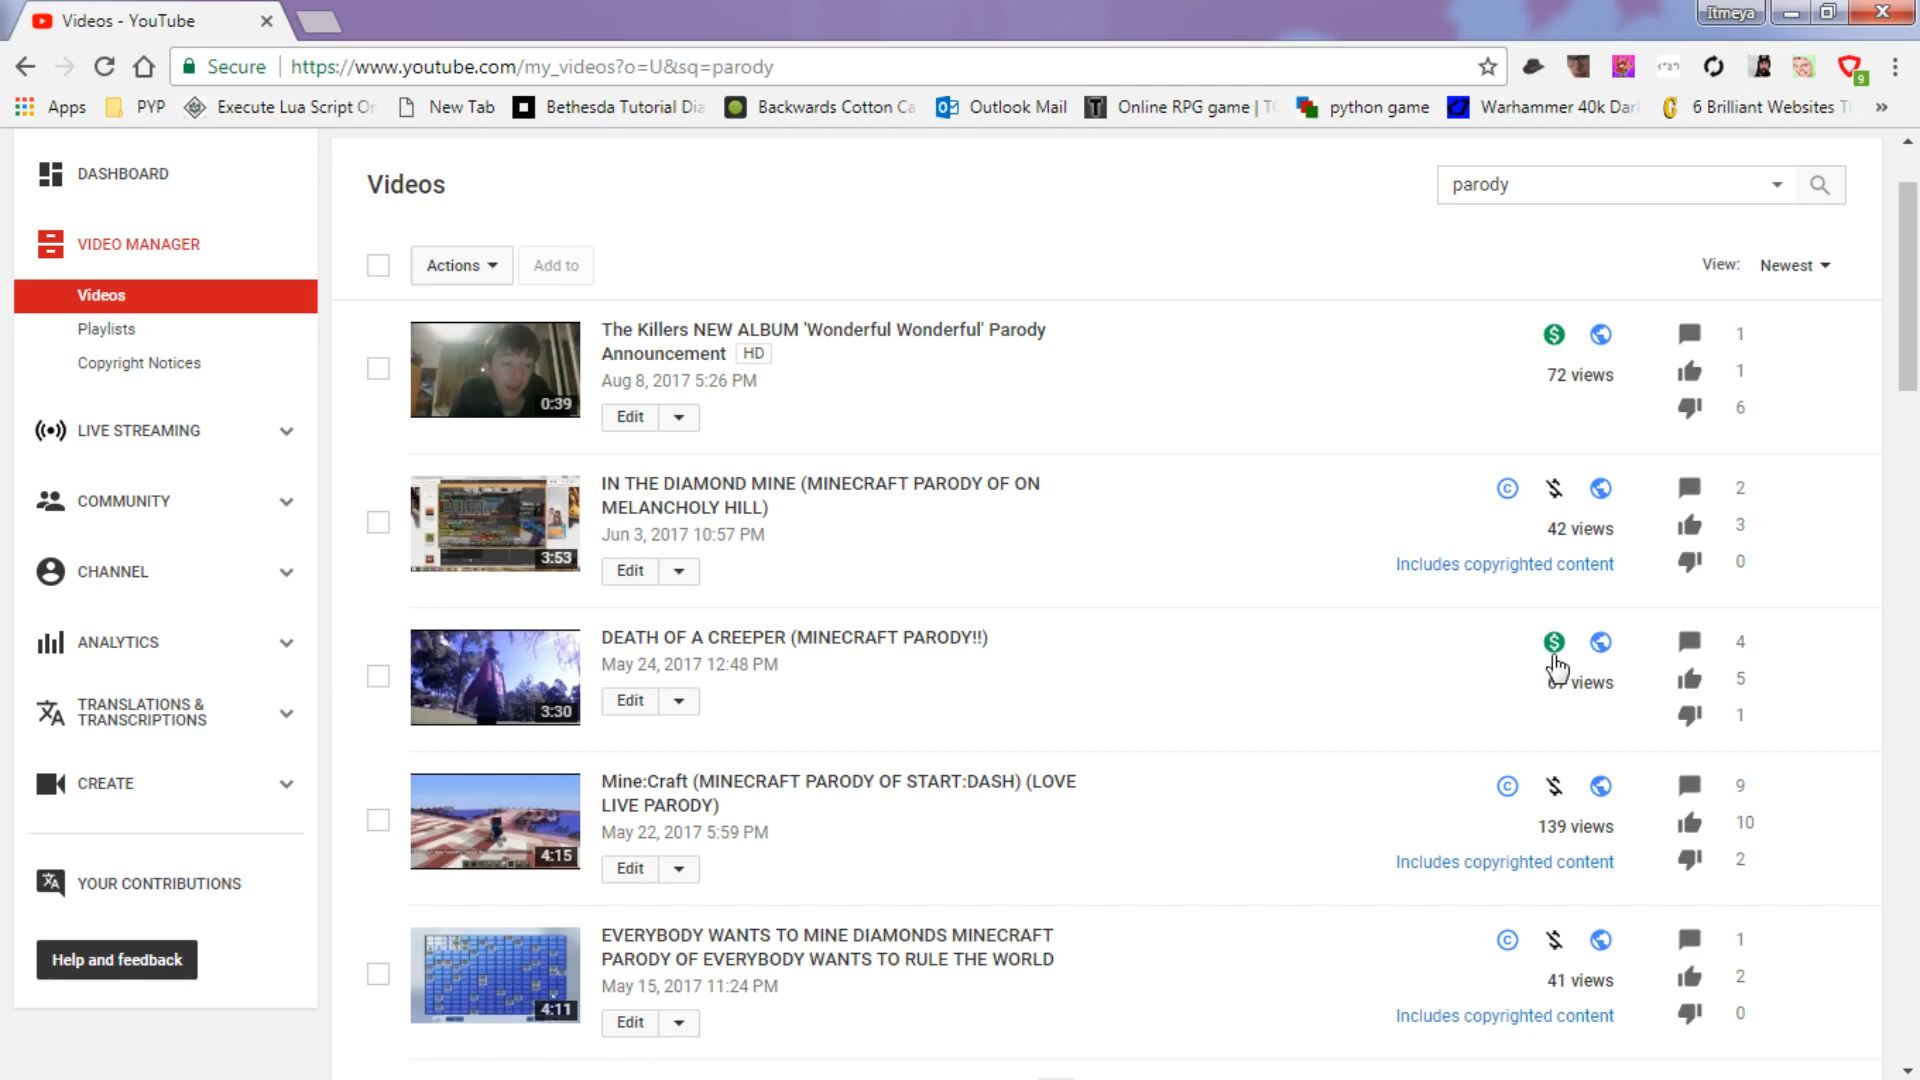 Videos - YouTube
Itmeya
Secure
https://www.youtube.com/my_videos?o=U&sq=parody
9
Apps
PYP
Execute Lua Script
New Tab
Bethesda Tutorial
Backwards Cotton
Outlook Mail
Online RPG game |
python game
Warhammer 40k
6 Brilliant Websites
DASHBOARD
VIDEO MANAGER
Videos
Playlists
Copyright Notices
LIVE STREAMING
COMMUNITY
CHANNEL
ANALYTICS
TRANSLATIONS &
TRANSCRIPTIONS
CREATE
YOUR CONTRIBUTIONS
Help and feedback
Videos
parody
Actions
Add to
View:
Newest
The Killers NEW ALBUM 'Wonderful Wonderful' Parody
Announcement HD
Aug 8, 2017 5:26 PM
Edit
0:39
72 views
1
1
6
IN THE DIAMOND MINE (MINECRAFT PARODY OF ON
MELANCHOLY HILL)
Jun 3, 2017 10:57 PM
Edit
3:53
42 views
Includes copyrighted content
2
3
0
DEATH OF A CREEPER (MINECRAFT PARODY!!)
May 24, 2017 12:48 PM
Edit
3:30
views
4
5
1
Mine:Craft (MINECRAFT PARODY OF START:DASH) (LOVE
LIVE PARODY)
May 22, 2017 5:59 PM
Edit
4:15
139 views
Includes copyrighted content
9
10
2
EVERYBODY WANTS TO MINE DIAMONDS MINECRAFT
PARODY OF EVERYBODY WANTS TO RULE THE WORLD
May 15, 2017 11:24 PM
Edit
4:11
41 views
Includes copyrighted content
1
2
0